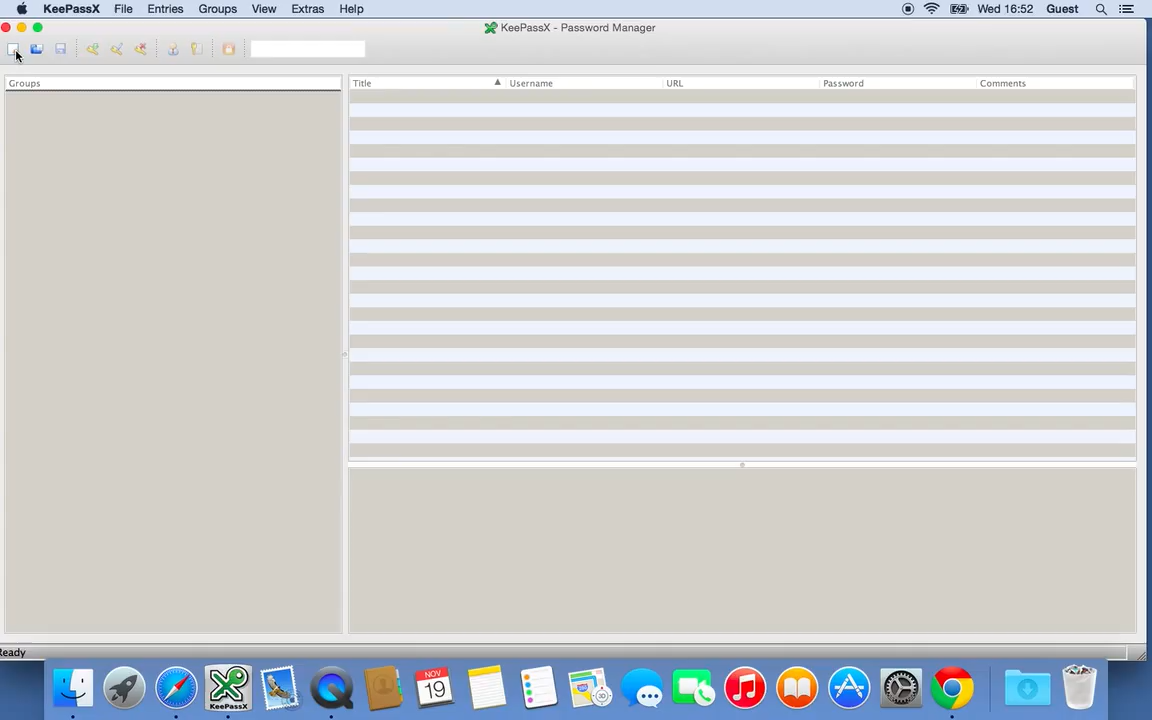 KeePassX File Entries Groups View Extras Help Wed 16:52 Guest
KeePassX - Password Manager
Groups
Title Username URL Password Comments
Ready
NOV
19
KeePassX
3D